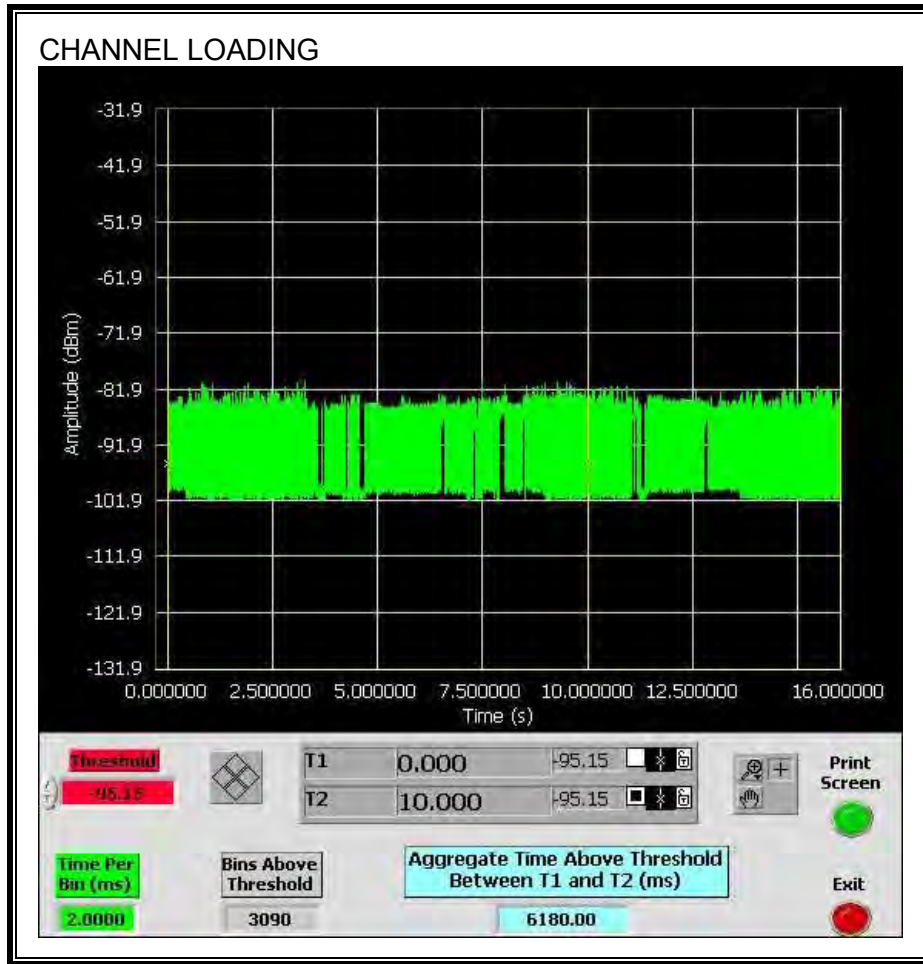 CHANNEL LOADING
-31.9
-41.9
-51.9
-61.9
-71.9
-81.9
-91.9
-101.9
-111.9
-121.9
-131.9
Amplitude (dBm)
0.000000 2.500000 5.000000 7.500000 10.000000 12.500000 16.000000
Time (s)
Threshold
-95.15
T1 0.000 -95.15
T2 10.000 -95.15
Print
Screen
Time Per
Bin (ms)
2.0000
Bins Above
Threshold
3090
Aggregate Time Above Threshold
Between T1 and T2 (ms)
6180.00
Exit